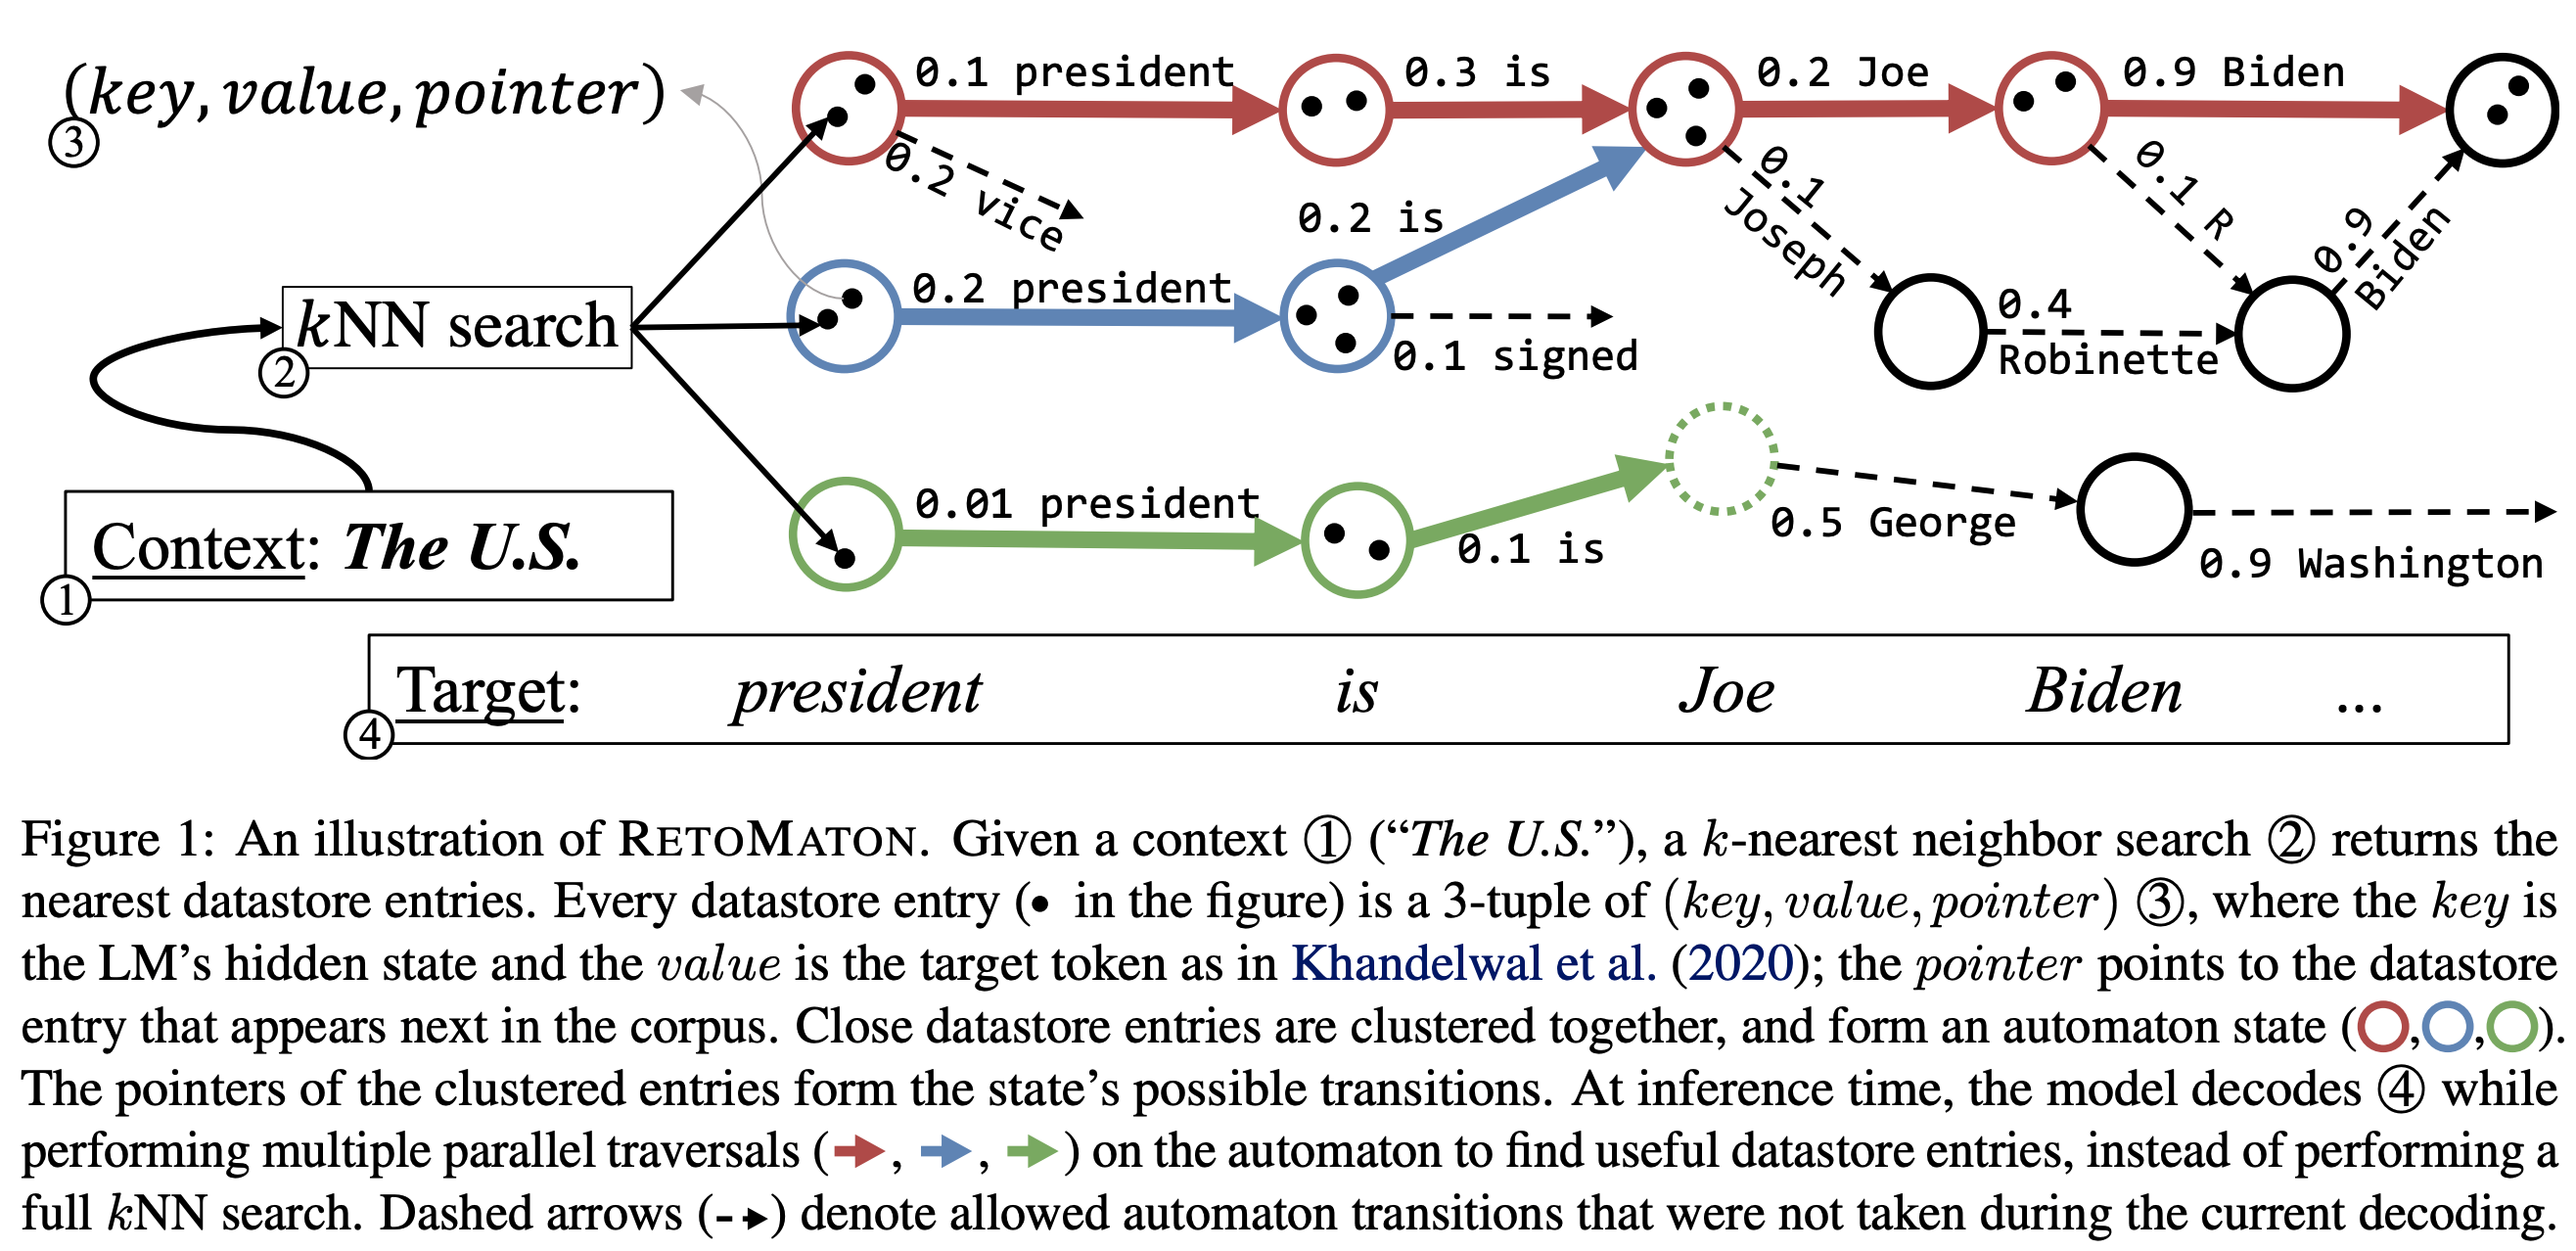 (key, value, pointer)
③
0.1 president
0.3 is
0.2 Joe
0.9 Biden
0.2 vice
0.2 is
0.1 Joseph
0.1 R
0.9 Biden
kNN search
②
0.2 president
0.1 signed
0.4 Robinette
0.01 president
0.1 is
0.5 George
0.9 Washington
Context: The U.S.
①
Target: president is Joe Biden ...
④
Figure 1: An illustration of RETOMATON. Given a context ① (“The U.S.”), a k-nearest neighbor search ② returns the
nearest datastore entries. Every datastore entry (• in the figure) is a 3-tuple of (key, value, pointer) ③, where the key is
the LM’s hidden state and the value is the target token as in Khandelwal et al. (2020); the pointer points to the datastore
entry that appears next in the corpus. Close datastore entries are clustered together, and form an automaton state (○,○,○).
The pointers of the clustered entries form the state’s possible transitions. At inference time, the model decodes ④ while
performing multiple parallel traversals (→, →, →) on the automaton to find useful datastore entries, instead of performing a
full kNN search. Dashed arrows (-➔) denote allowed automaton transitions that were not taken during the current decoding.